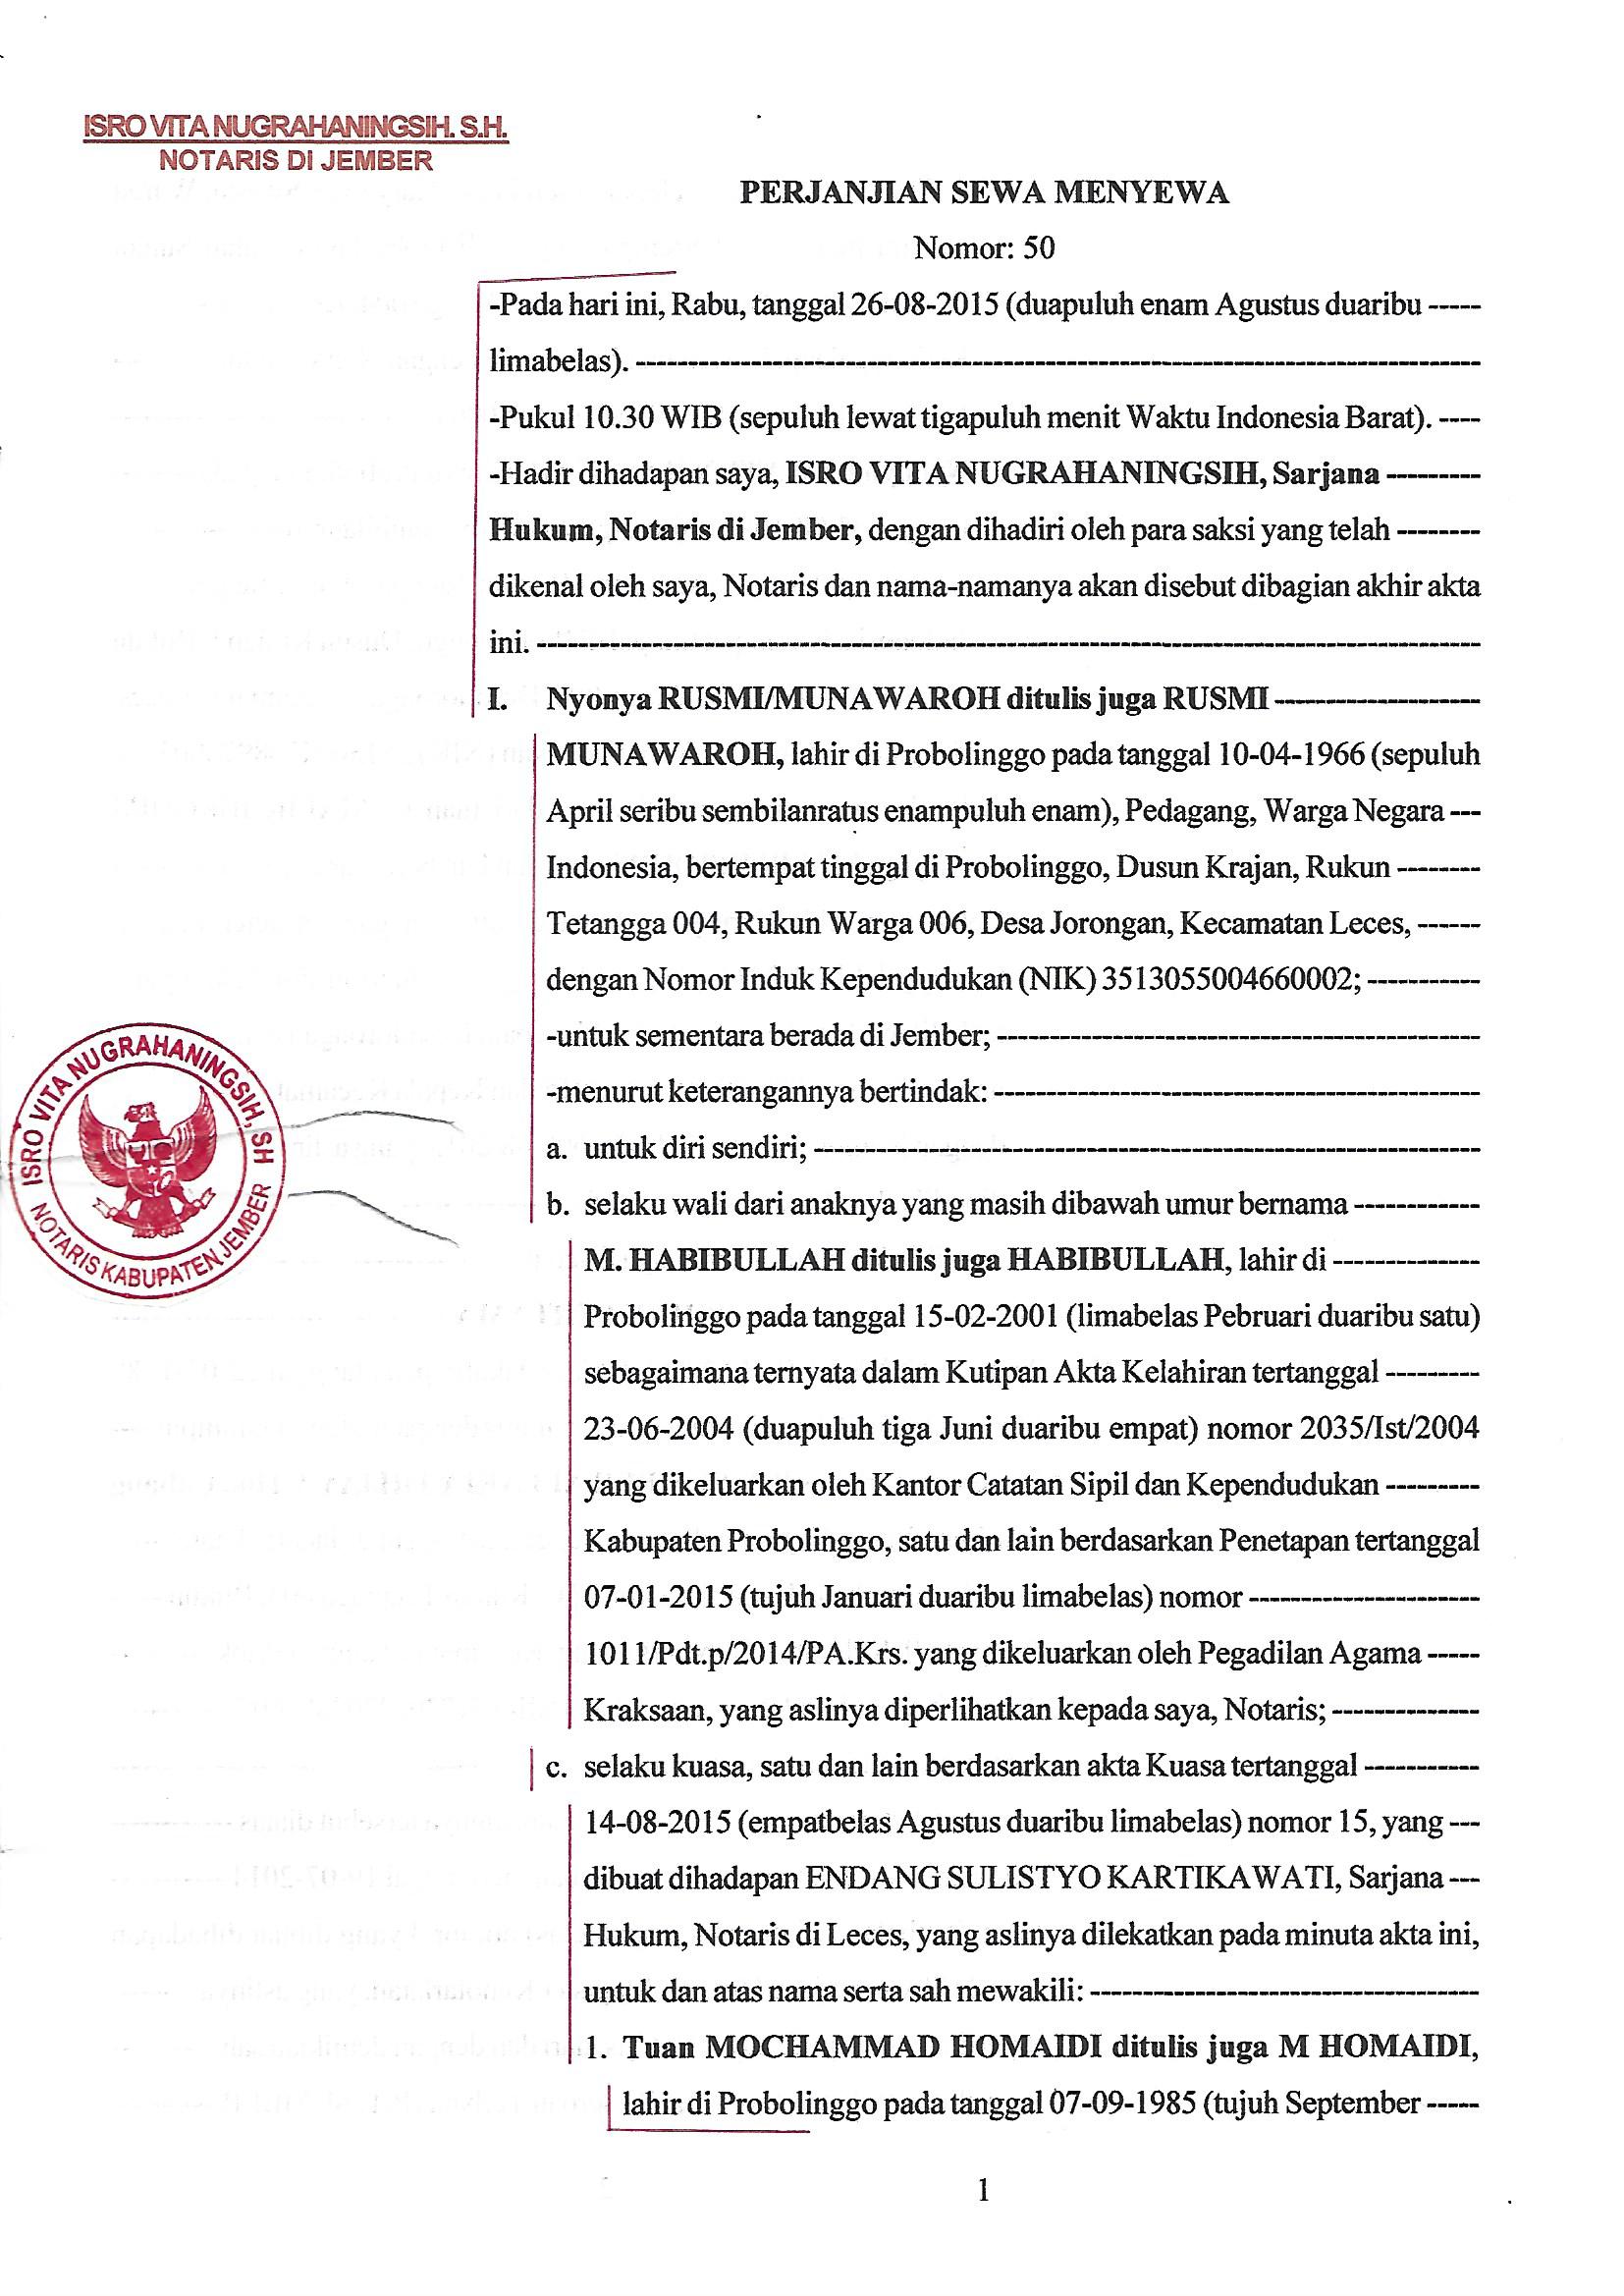 ISRO VITA NUGRAHANINGSIH. S.H.
NOTARIS DI JEMBER
PERJANJIAN SEWA MENYEWA
Nomor: 50
-Pada hari ini, Rabu, tanggal 26-08-2015 (duapuluh enam Agustus duaribu -----
limabelas). --------------------------------------------------------------------------------
-Pukul 10.30 WIB (sepuluh lewat tigapuluh menit Waktu Indonesia Barat). ----
-Hadir dihadapan saya, ISRO VITA NUGRAHANINGSIH, Sarjana ---------
Hukum, Notaris di Jember, dengan dihadiri oleh para saksi yang telah --------
dikenal oleh saya, Notaris dan nama-namanya akan disebut dibagian akhir akta
ini. ------------------------------------------------------------------------------------------
I. Nyonya RUSMI/MUNAWAROH ditulis juga RUSMI --------------------
MUNAWAROH, lahir di Probolinggo pada tanggal 10-04-1966 (sepuluh
April seribu sembilanratus enampuluh enam), Pedagang, Warga Negara ---
Indonesia, bertempat tinggal di Probolinggo, Dusun Krajan, Rukun --------
Tetangga 004, Rukun Warga 006, Desa Jorongan, Kecamatan Leces, ------
dengan Nomor Induk Kependudukan (NIK) 3513055004660002; -----------
-untuk sementara berada di Jember; ----------------------------------------------
-menurut keterangannya bertindak: ----------------------------------------------
a. untuk diri sendiri; ----------------------------------------------------------------
b. selaku wali dari anaknya yang masih dibawah umur bernama ------------
M. HABIBULLAH ditulis juga HABIBULLAH, lahir di --------------
Probolinggo pada tanggal 15-02-2001 (limabelas Pebruari duaribu satu)
sebagaimana ternyata dalam Kutipan Akta Kelahiran tertanggal ---------
23-06-2004 (duapuluh tiga Juni duaribu empat) nomor 2035/Ist/2004
yang dikeluarkan oleh Kantor Catatan Sipil dan Kependudukan ---------
Kabupaten Probolinggo, satu dan lain berdasarkan Penetapan tertanggal
07-01-2015 (tujuh Januari duaribu limabelas) nomor ----------------------
1011/Pdt.p/2014/PA.Krs. yang dikeluarkan oleh Pegadilan Agama -----
Kraksaan, yang aslinya diperlihatkan kepada saya, Notaris; --------------
c. selaku kuasa, satu dan lain berdasarkan akta Kuasa tertanggal -----------
14-08-2015 (empatbelas Agustus duaribu limabelas) nomor 15, yang ---
dibuat dihadapan ENDANG SULISTYO KARTIKAWATI, Sarjana ---
Hukum, Notaris di Leces, yang aslinya dilekatkan pada minuta akta ini,
untuk dan atas nama serta sah mewakili: -------------------------------------
1. Tuan MOCHAMMAD HOMAIDI ditulis juga M HOMAIDI,
lahir di Probolinggo pada tanggal 07-09-1985 (tujuh September -----
ISRO VITA NUGRAHANINGSIH, SH
NOTARIS KABUPATEN JEMBER
1